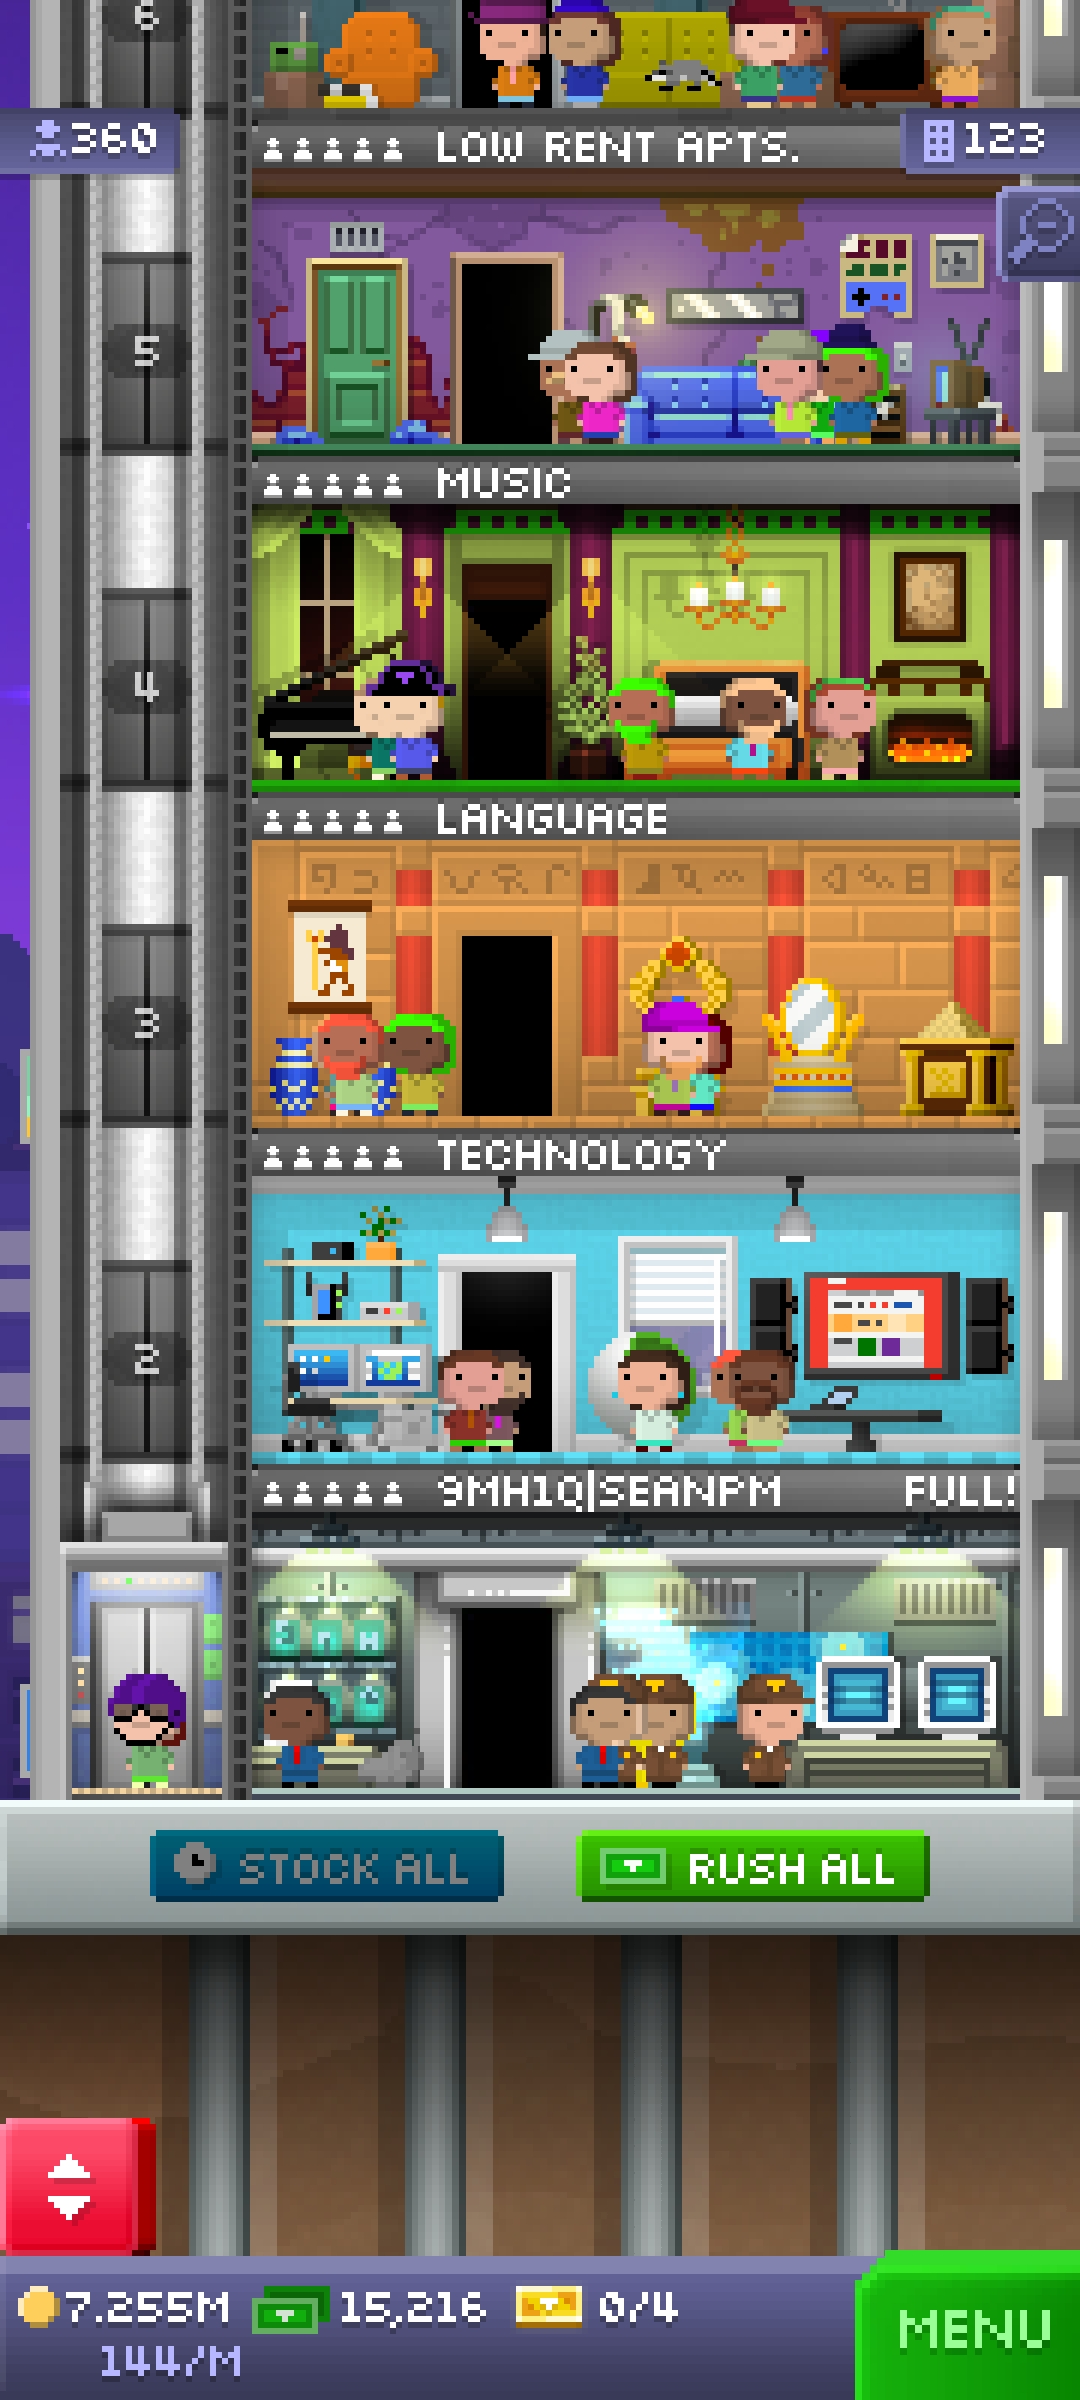 6
360
LOW RENT APTS.
123
5
MUSIC
4
LANGUAGE
3
TECHNOLOGY
2
9MH1Q|SEANPM FULL!
STOCK ALL
RUSH ALL
7.255M 15,216 0/4
144/M
MENU